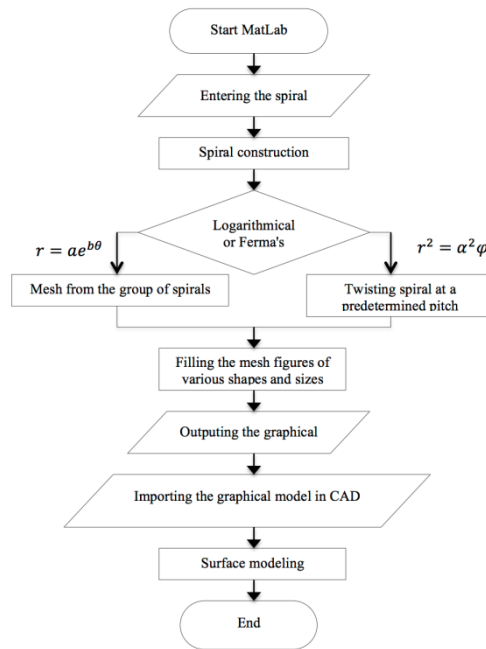 Start MatLab
Entering the spiral
Spiral construction
Logarithmical
or Ferma's
r = ae^{bθ}
r² = α²φ
Mesh from the group of spirals
Twisting spiral at a
predetermined pitch
Filling the mesh figures of
various shapes and sizes
Outputing the graphical
Importing the graphical model in CAD
Surface modeling
End